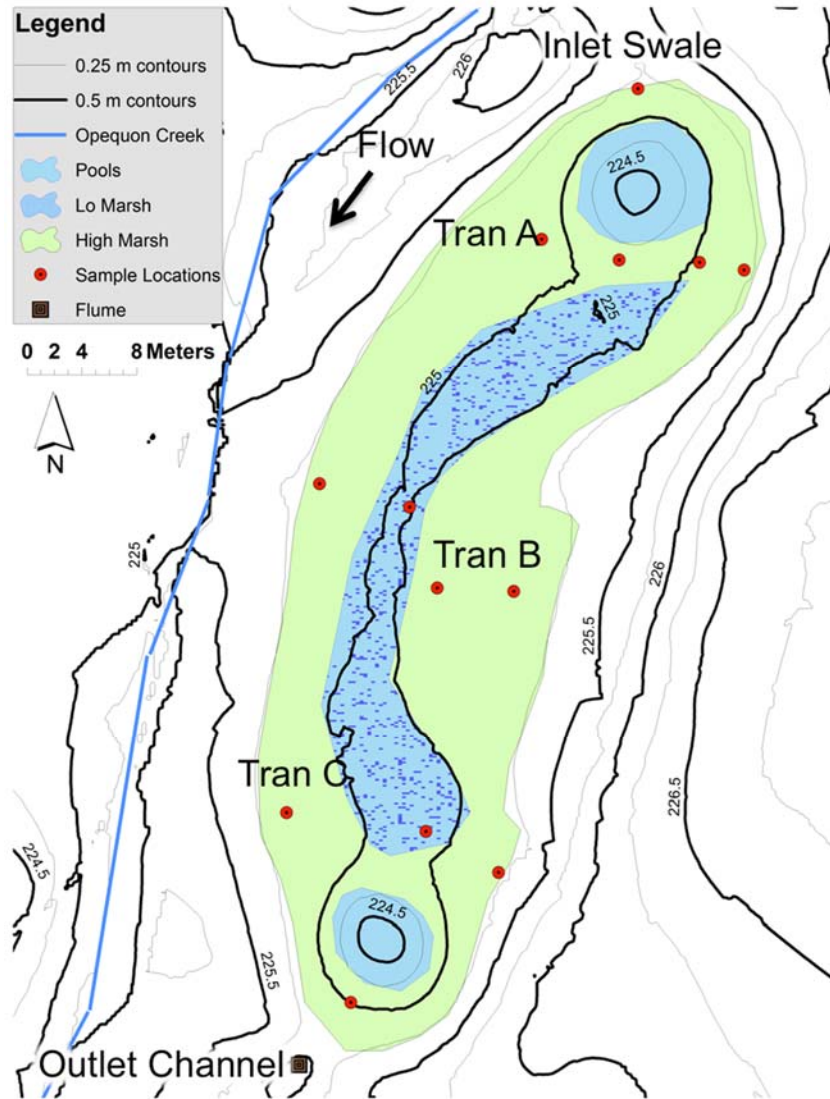 Legend
0.25 m contours
0.5 m contours
Opequon Creek
Pools
Lo Marsh
High Marsh
Sample Locations
Flume
0 2 4 8 Meters
N
Inlet Swale
Flow
Tran A
Tran B
Tran C
Outlet Channel
225.5
226
224.5
225
225
225
226
225.5
226.5
224.5
224.5
225.5